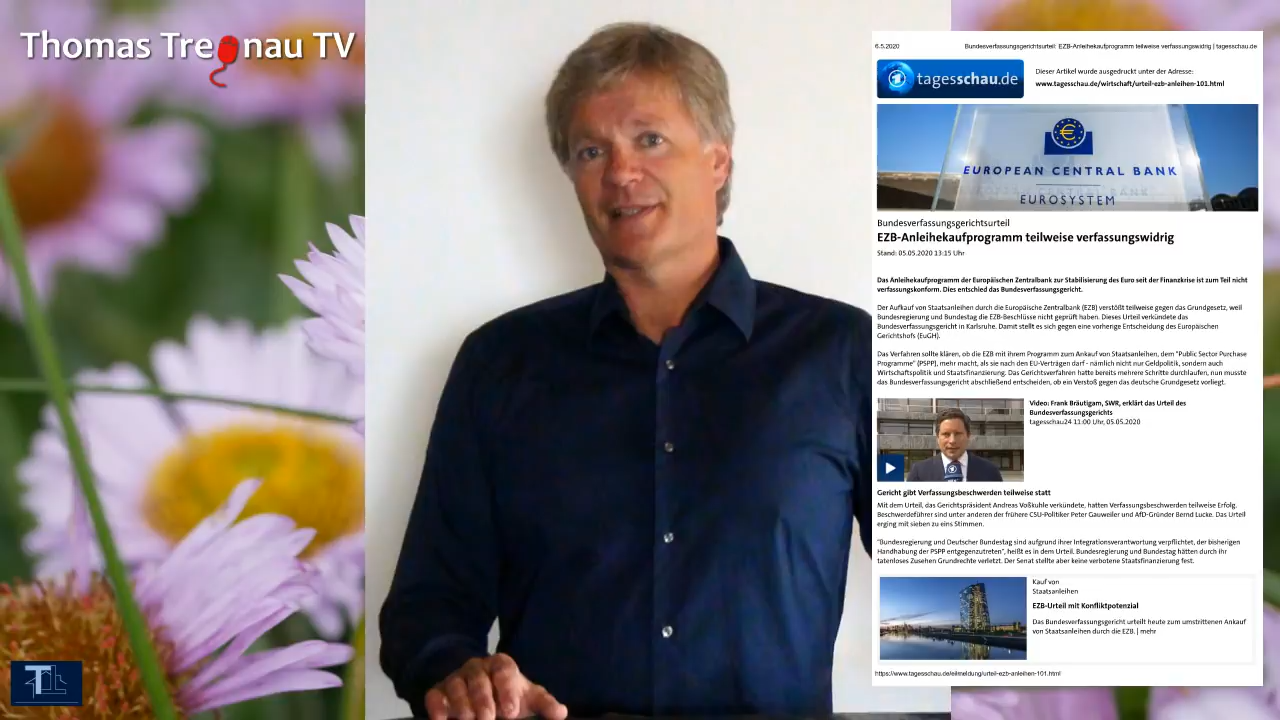 Thomas Tre nau TV
6.5.2020
Bundesverfassungsgerichtsurteil: EZB-Anleihekaufprogramm teilweise verfassungswidrig | tagesschau.de
tagesschau.de
Dieser Artikel wurde ausgedruckt unter der Adresse:
www.tagesschau.de/wirtschaft/urteil-ezb-anleihen-101.html
EUROPEAN CENTRAL BANK
EUROSYSTEM
Bundesverfassungsgerichtsurteil
EZB-Anleihekaufprogramm teilweise verfassungswidrig
Stand: 05.05.2020 13:15 Uhr
Das Anleihekaufprogramm der Europäischen Zentralbank zur Stabilisierung des Euro seit der Finanzkrise ist zum Teil nicht
verfassungskonform. Dies entschied das Bundesverfassungsgericht.
Der Aufkauf von Staatsanleihen durch die Europäische Zentralbank (EZB) verstößt teilweise gegen das Grundgesetz, weil
Bundesregierung und Bundestag die EZB-Beschlüsse nicht geprüft haben. Dieses Urteil verkündete das
Bundesverfassungsgericht in Karlsruhe. Damit stellt es sich gegen eine vorherige Entscheidung des Europäischen
Gerichtshofs (EuGH).
Das Verfahren sollte klären, ob die EZB mit ihrem Programm zum Ankauf von Staatsanleihen, dem "Public Sector Purchase
Programme" (PSPP), mehr macht, als sie nach den EU-Verträgen darf - nämlich nicht nur Geldpolitik, sondern auch
Wirtschaftspolitik und Staatsfinanzierung. Das Gerichtsverfahren hatte bereits mehrere Schritte durchlaufen, nun musste
das Bundesverfassungsgericht abschließend entscheiden, ob ein Verstoß gegen das deutsche Grundgesetz vorliegt.
Video: Frank Bräutigam, SWR, erklärt das Urteil des
Bundesverfassungsgerichts
tagesschau24 11:00 Uhr, 05.05.2020
Gericht gibt Verfassungsbeschwerden teilweise statt
Mit dem Urteil, das Gerichtspräsident Andreas Voßkuhle verkündete, hatten Verfassungsbeschwerden teilweise Erfolg.
Beschwerdeführer sind unter anderen der frühere CSU-Politiker Peter Gauweiler und AfD-Gründer Bernd Lucke. Das Urteil
erging mit sieben zu eins Stimmen.
"Bundesregierung und Deutscher Bundestag sind aufgrund ihrer Integrationsverantwortung verpflichtet, der bisherigen
Handhabung der PSPP entgegenzutreten", heißt es in dem Urteil. Bundesregierung und Bundestag hätten durch ihr
tatenloses Zusehen Grundrechte verletzt. Der Senat stellte aber keine verbotene Staatsfinanzierung fest.
Kauf von
Staatsanleihen
EZB-Urteil mit Konfliktpotenzial
Das Bundesverfassungsgericht urteilt heute zum umstrittenen Ankauf
von Staatsanleihen durch die EZB. | mehr
https://www.tagesschau.de/eilmeldung/urteil-ezb-anleihen-101.html